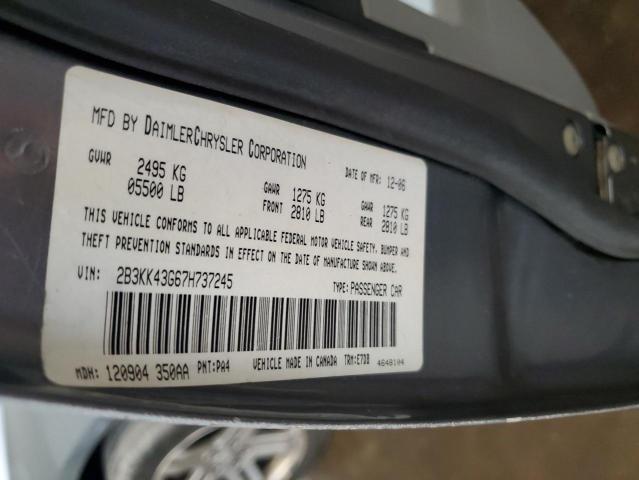 MFD BY DAIMLERCHRYSLER CORPORATION
DATE OF MFR: 12-06
GVWR 2495 KG 05500 LB
GAWR FRONT 1275 KG 2810 LB
GAWR REAR 1275 KG 2810 LB
THIS VEHICLE CONFORMS TO ALL APPLICABLE FEDERAL MOTOR VEHICLE SAFETY, BUMPER AND
THEFT PREVENTION STANDARDS IN EFFECT ON THE DATE OF MANUFACTURE SHOWN ABOVE.
VIN: 2B3KK43G67H737245 TYPE: PASSENGER CAR
MDH: 120904 350AA PNT: PA4 VEHICLE MADE IN CANADA TRM: E7DB 4648104